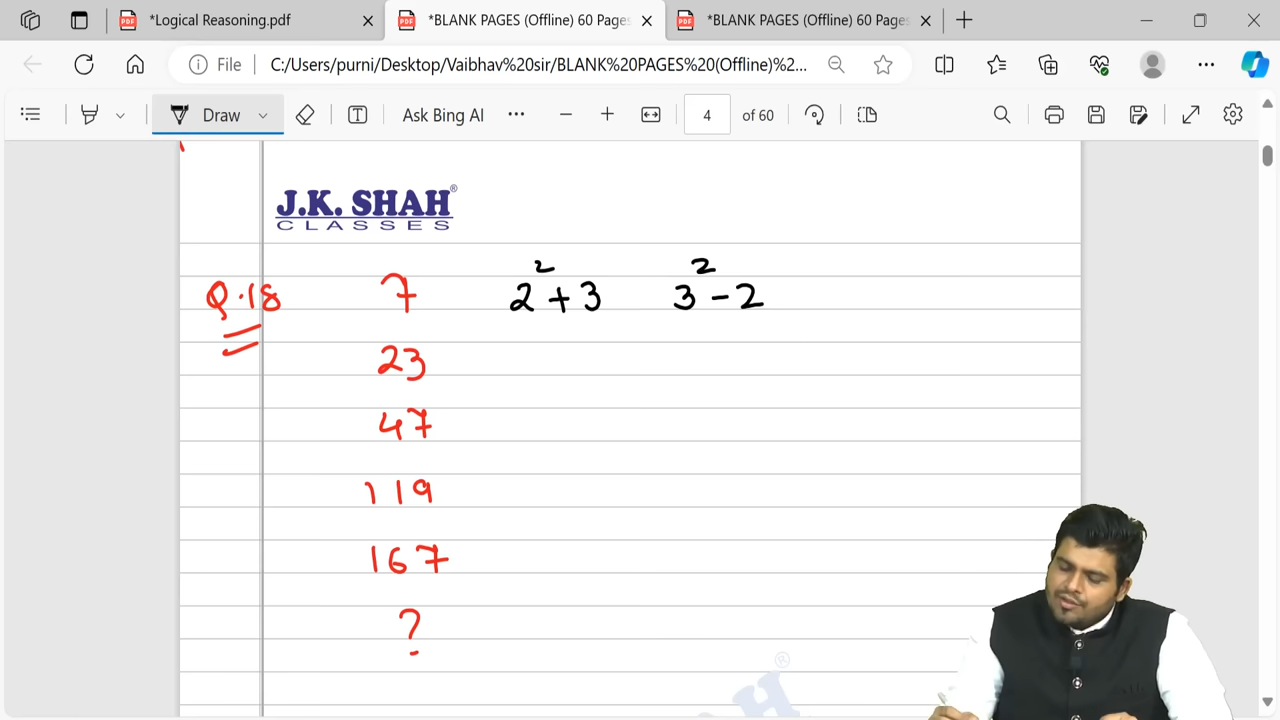 *Logical Reasoning.pdf
*BLANK PAGES (Offline) 60 Pages
*BLANK PAGES (Offline) 60 Pages
File
C:/Users/purni/Desktop/Vaibhav%20sir/BLANK%20PAGES%20(Offline)%2...
Draw
Ask Bing AI
4 of 60
J.K. SHAH®
CLASSES
Q.18 7 2²+3 3²-2
23
47
119
167
?